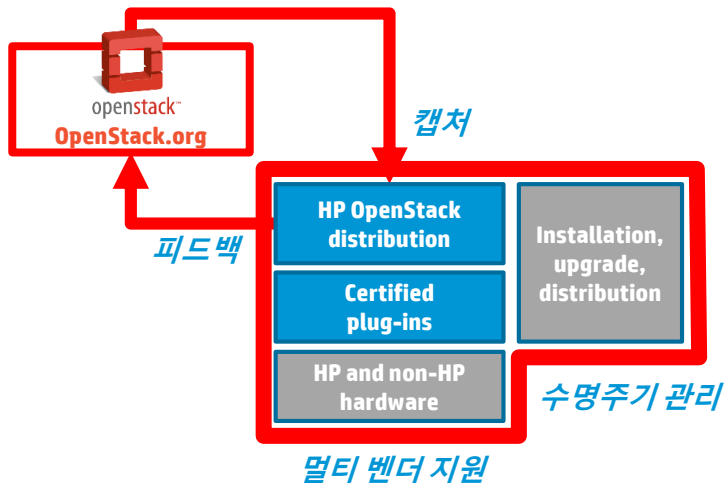 openstack™
OpenStack.org
캡처
피드백
HP OpenStack
distribution
Certified
plug-ins
HP and non-HP
hardware
Installation,
upgrade,
distribution
수명주기 관리
멀티 벤더 지원